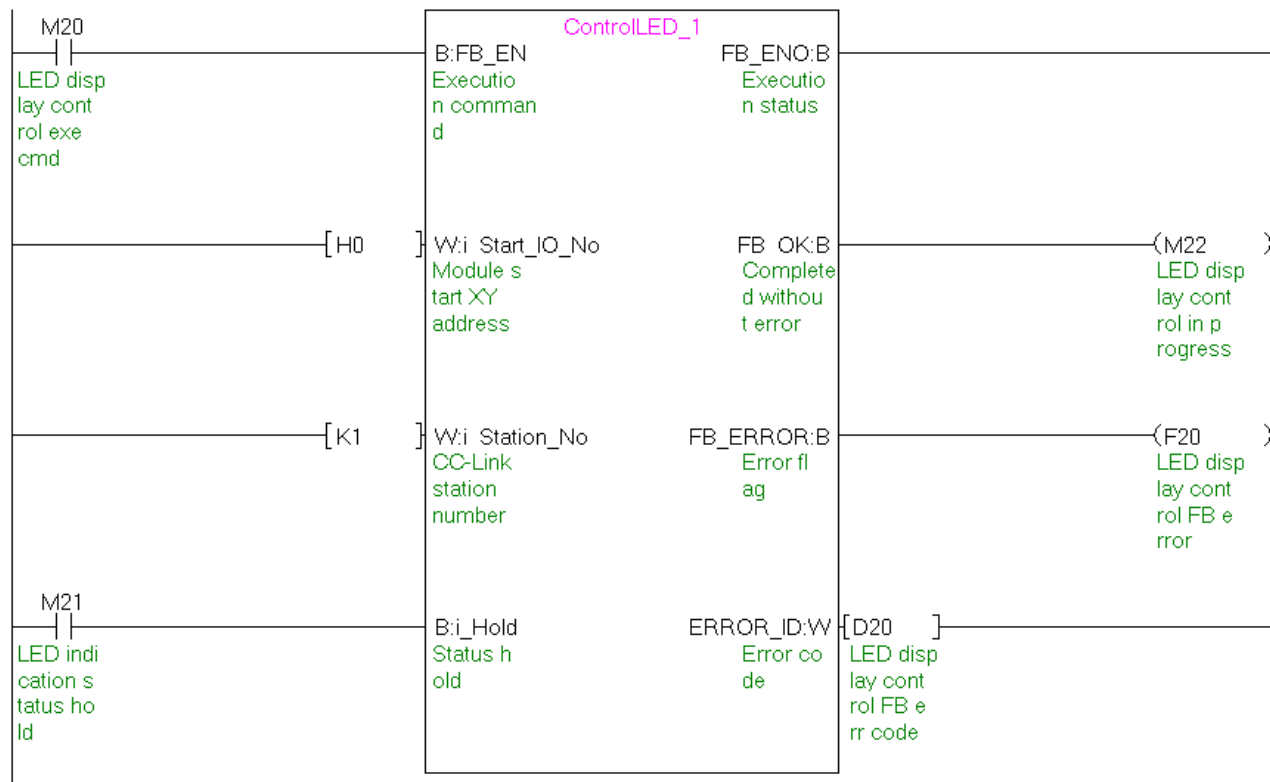 ControlLED_1
M20
B:FB_EN
FB_ENO:B
LED disp
lay cont
rol exe
cmd
Executio
n comman
d
Executio
n status
H0
W:i_Start_IO_No
FB_OK:B
M22
Module s
tart XY
address
Complete
d withou
t error
LED disp
lay cont
rol in p
rogress
K1
W:i_Station_No
FB_ERROR:B
F20
CC-Link
station
number
Error fl
ag
LED disp
lay cont
rol FB e
rror
M21
B:i_Hold
ERROR_ID:W
D20
LED indi
cation s
tatus ho
ld
Status h
old
Error co
de
LED disp
lay cont
rol FB e
rr code